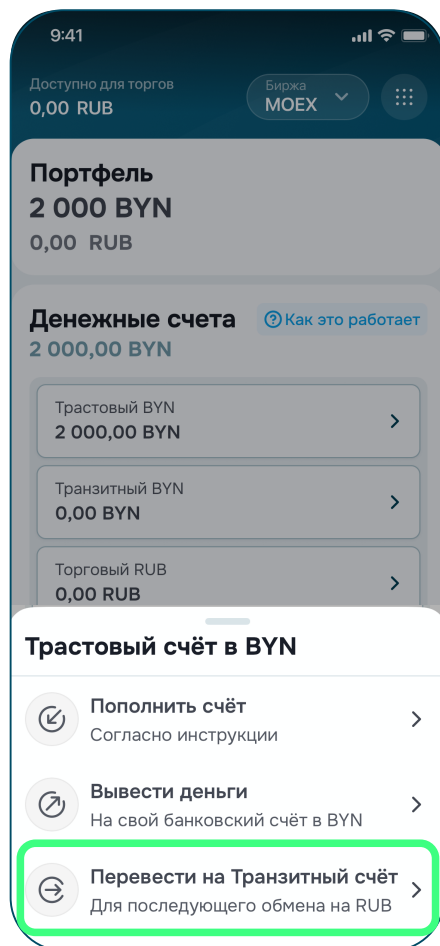 9:41
Доступно для торгов
0,00 RUB
Биржа
MOEX
Портфель
2 000 BYN
0,00 RUB
Денежные счета
Как это работает
2 000,00 BYN
Трастовый BYN
2 000,00 BYN
Транзитный BYN
0,00 BYN
Торговый RUB
0,00 RUB
Трастовый счёт в BYN
Пополнить счёт
Согласно инструкции
Вывести деньги
На свой банковский счёт в BYN
Перевести на Транзитный счёт
Для последующего обмена на RUB